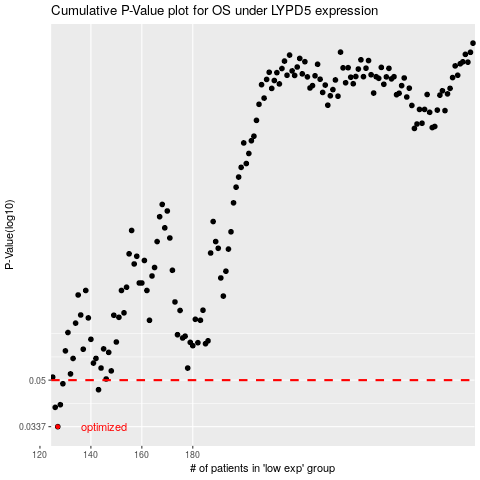 Cumulative P-Value plot for OS under LYPD5 expression
P-Value(log10)
0.05
0.0337
optimized
120 140 160 180
# of patients in 'low exp' group